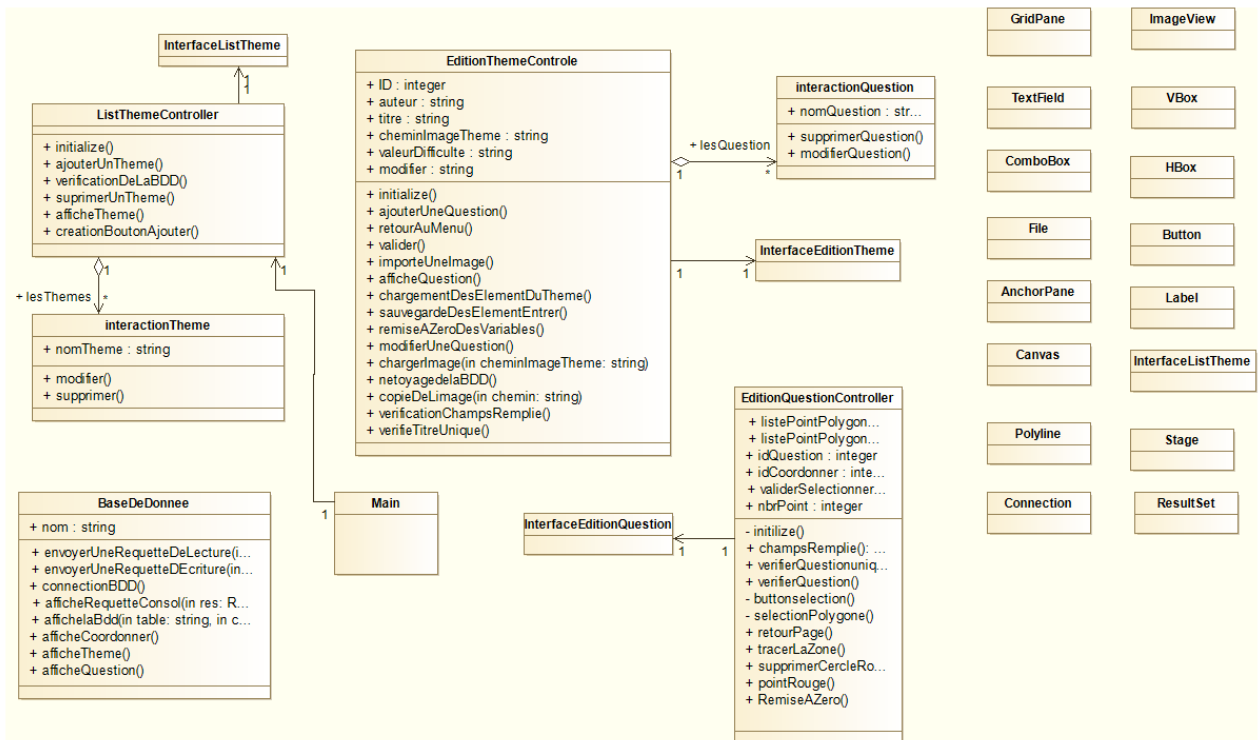 InterfaceListTheme
1
1
ListThemeController
+ initialize()
+ ajouterUnTheme()
+ verificationDeLaBDD()
+ suprimerUnTheme()
+ afficheTheme()
+ creationBoutonAjouter()
1
1
+ lesThemes
*
interactionTheme
+ nomTheme : string
+ modifier()
+ supprimer()
BaseDeDonnee
+ nom : string
+ envoyerUneRequetteDeLecture(i...
+ envoyerUneRequetteDEcriture(in...
+ connectionBDD()
+ afficheRequetteConsol(in res: R...
+ affichelaBdd(in table: string, in c...
+ afficheCoordonner()
+ afficheTheme()
+ afficheQuestion()
1
Main
EditionThemeControle
+ ID : integer
+ auteur : string
+ titre : string
+ cheminImageTheme : string
+ valeurDifficulte : string
+ modifier : string
+ initialize()
+ ajouterUneQuestion()
+ retourAuMenu()
+ valider()
+ importeUneImage()
+ afficheQuestion()
+ chargementDesElementDuTheme()
+ sauvegardeDesElementEntrer()
+ remiseAZeroDesVariables()
+ modifierUneQuestion()
+ chargerImage(in cheminImageTheme: string)
+ netoyagedelaBDD()
+ copieDeLimage(in chemin: string)
+ verificationChampsRemplie()
+ verifieTitreUnique()
+ lesQuestion
1
*
interactionQuestion
+ nomQuestion : str...
+ supprimerQuestion()
+ modifierQuestion()
1
1
InterfaceEditionTheme
InterfaceEditionQuestion
1
1
EditionQuestionController
+ listePointPolygon...
+ listePointPolygon...
+ idQuestion : integer
+ idCoordonner : inte...
+ validerSelectionner...
+ nbrPoint : integer
- initilize()
+ champsRemplie(): ...
+ verifierQuestionuniq...
+ verifierQuestion()
- buttonselection()
- selectionPolygone()
+ retourPage()
+ tracerLaZone()
+ supprimerCercleRo...
+ pointRouge()
+ RemiseAZero()
GridPane
ImageView
TextField
VBox
ComboBox
HBox
File
Button
AnchorPane
Label
Canvas
InterfaceListTheme
Polyline
Stage
Connection
ResultSet